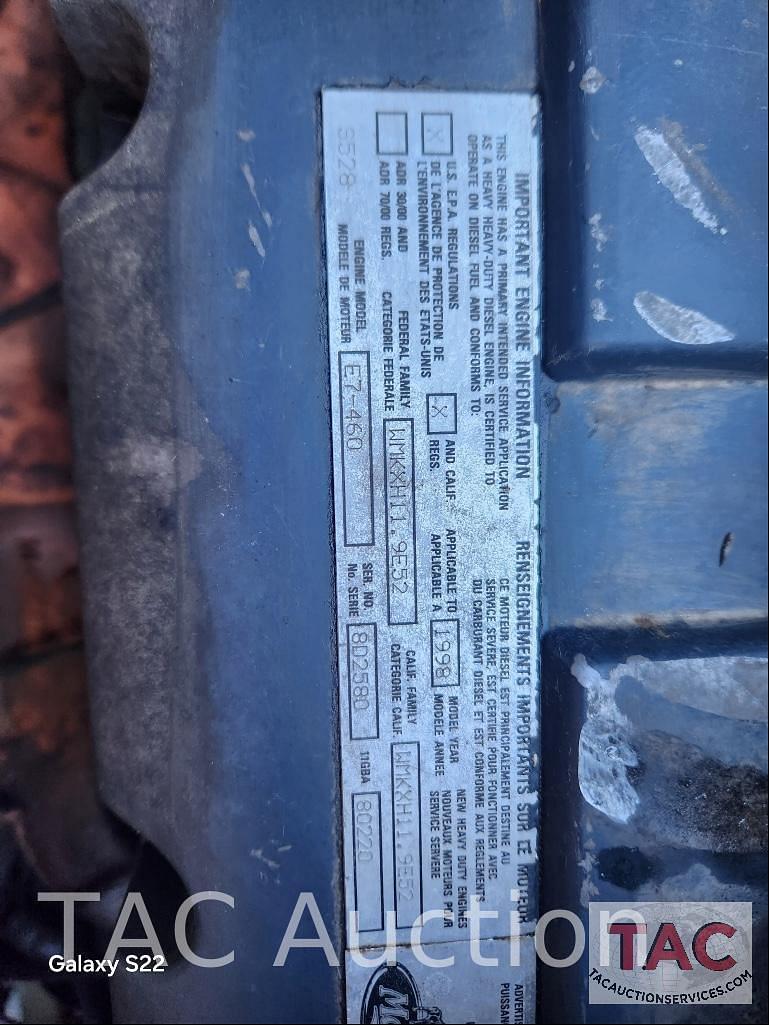 IMPORTANT ENGINE INFORMATION
THIS ENGINE HAS A PRIMARY INTENDED SERVICE APPLICATION
AS A HEAVY HEAVY-DUTY DIESEL ENGINE, IS CERTIFIED TO
OPERATE ON DIESEL FUEL AND CONFORMS TO:
RENSEIGNEMENTS IMPORTANTS SUR CE MOTEUR
CE MOTEUR DIESEL EST PRINCIPALEMENT DESTINE AU
SERVICE SEVERE, EST CERTIFIE POUR FONCTIONNER AVEC
DU CARBURANT DIESEL ET EST CONFORME AUX REGLEMENTS
X U.S. E.P.A. REGULATIONS
DE L'AGENCE DE PROTECTION DE
L'ENVIRONNEMENT DES ETATS-UNIS
X AND CALIF.
REGS.
APPLICABLE TO
APPLICABLE A
1998
MODEL YEAR
MODELE ANNEE
NEW HEAVY DUTY ENGINES
NOUVEAUX MOTEURS POUR
SERVICE SERVERE
ADR 30/00 AND
ADR 70/00 REGS.
FEDERAL FAMILY
CATEGORIE FEDERALE
WMKXH11.9E52
CALIF. FAMILY
CATEGORIE CALIF.
WMKXH11.9E52
9528
ENGINE MODEL
MODELE DE MOTEUR
E7-460
SER. NO.
No. SERIE
8D2580
11GBA
80220
ADVERTI
PUISSAN
TAC Auction
Galaxy S22
TAC
TACAUCTIONSERVICES.COM